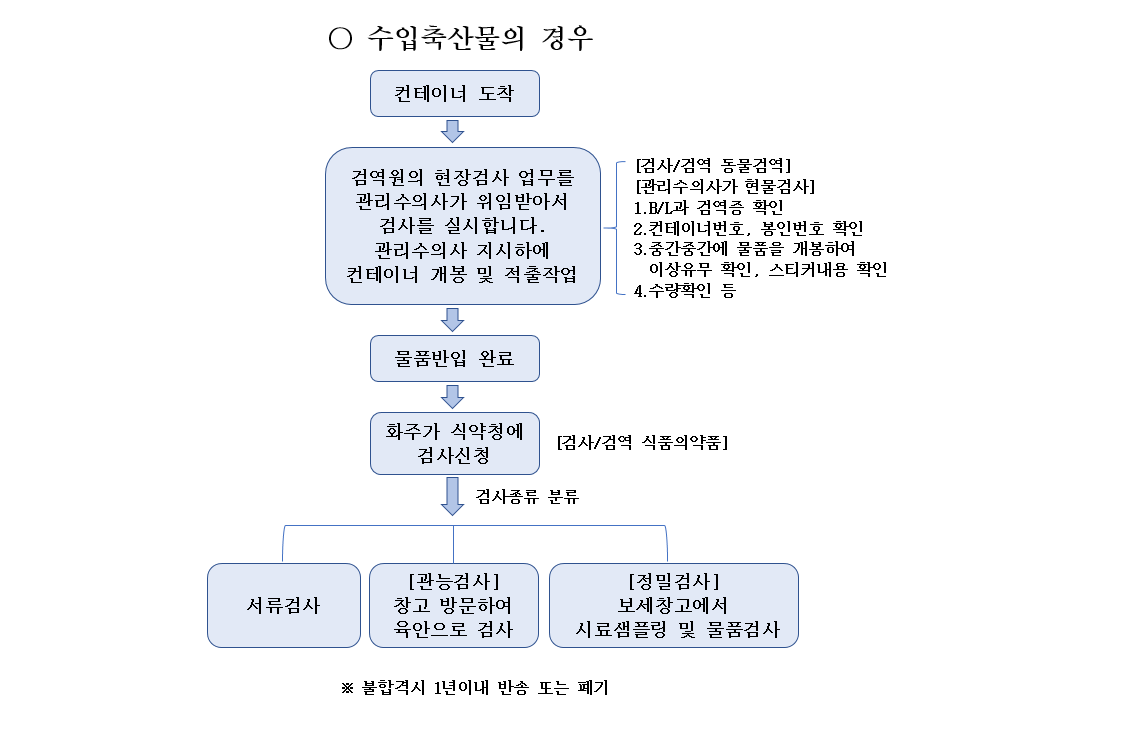 ○ 수입축산물의 경우
컨테이너 도착
검역원의 현장검사 업무를
관리수의사가 위임받아서
검사를 실시합니다.
관리수의사 지시하에
컨테이너 개봉 및 적출작업
[검사/검역 동물검역]
[관리수의사가 현물검사]
1.B/L과 검역증 확인
2.컨테이너번호, 봉인번호 확인
3.중간중간에 물품을 개봉하여
이상유무 확인, 스티커내용 확인
4.수량확인 등
물품반입 완료
화주가 식약청에
검사신청
[검사/검역 식품의약품]
검사종류 분류
서류검사
[관능검사]
창고 방문하여
육안으로 검사
[정밀검사]
보세창고에서
시료샘플링 및 물품검사
※ 불합격시 1년이내 반송 또는 폐기